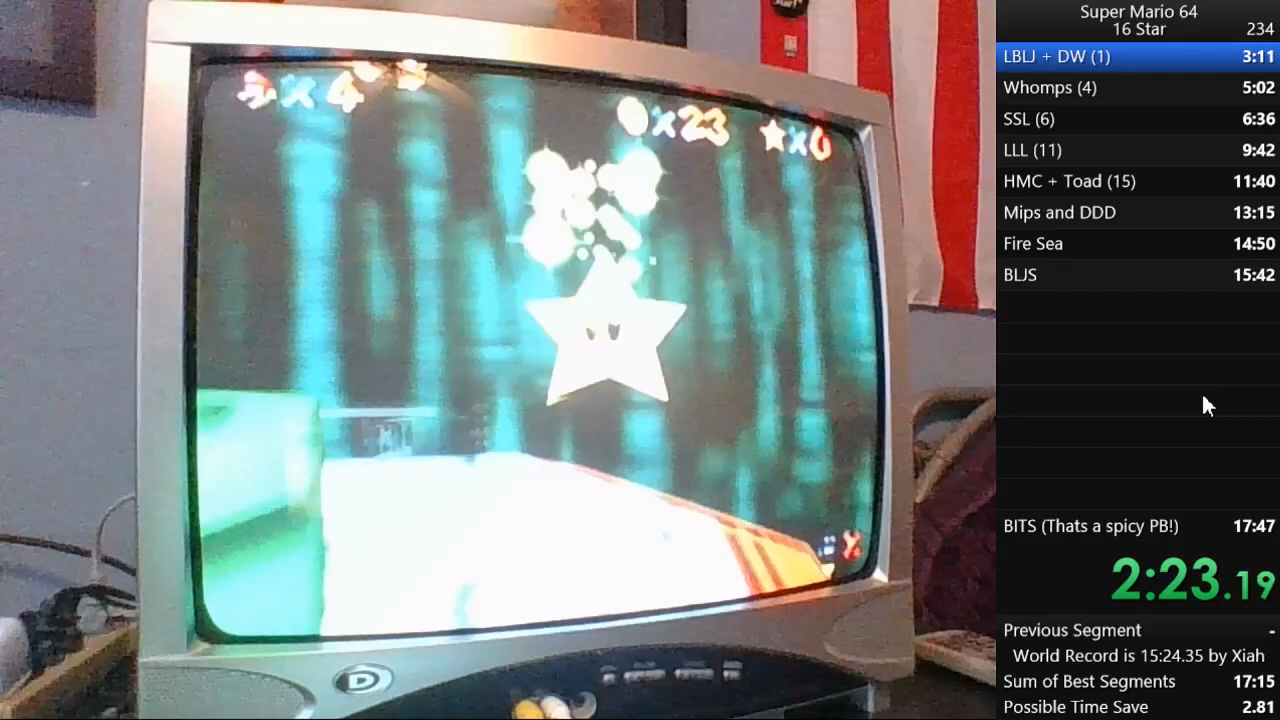 x 4
x 23
x 0
D
Super Mario 64
16 Star 234
LBLJ + DW (1) 3:11
Whomps (4) 5:02
SSL (6) 6:36
LLL (11) 9:42
HMC + Toad (15) 11:40
Mips and DDD 13:15
Fire Sea 14:50
BLJS 15:42
BITS (Thats a spicy PB!) 17:47
2:23.19
Previous Segment -
World Record is 15:24.35 by Xiah
Sum of Best Segments 17:15
Possible Time Save 2.81